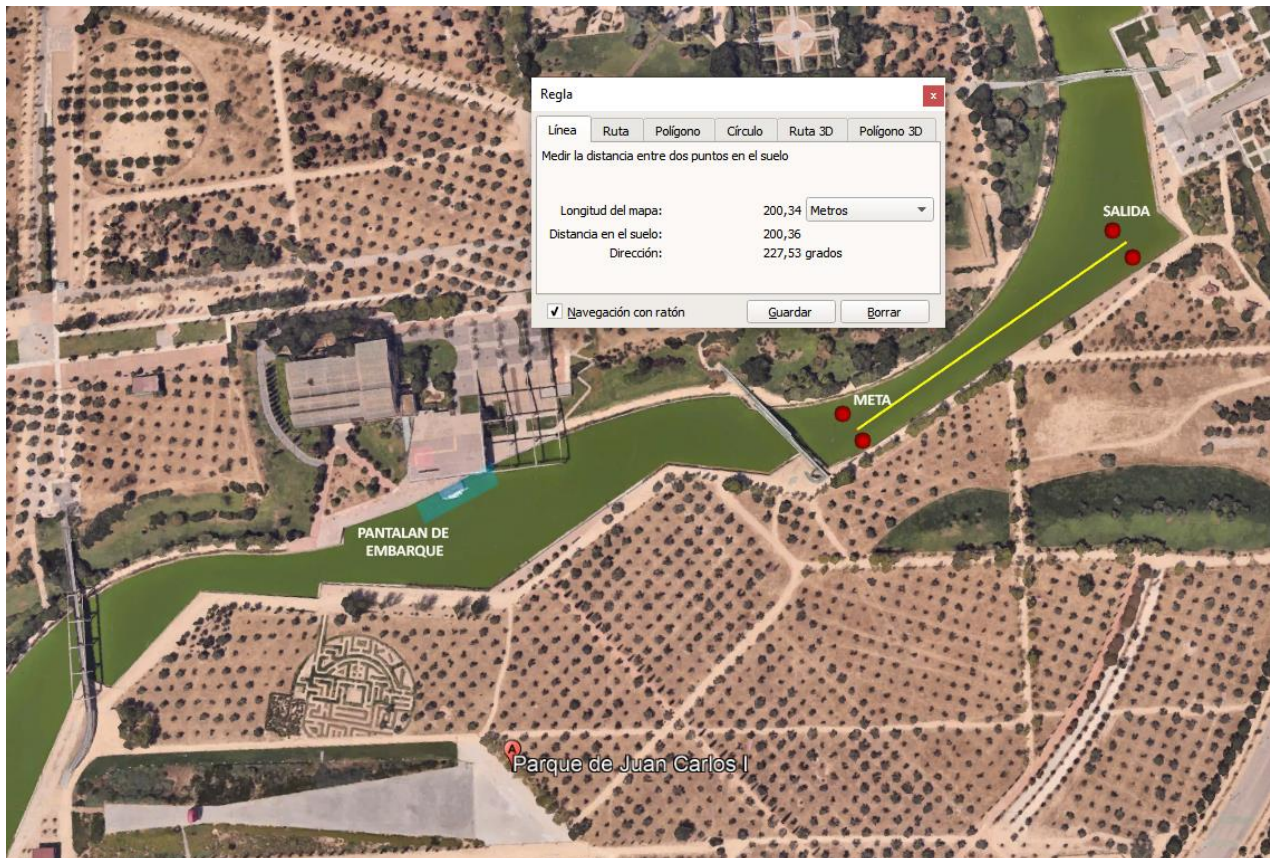 Regla
x
Línea Ruta Polígono Círculo Ruta 3D Polígono 3D
Medir la distancia entre dos puntos en el suelo
Longitud del mapa: 200,34 Metros
Distancia en el suelo: 200,36
Dirección: 227,53 grados
Navegación con ratón Guardar Borrar
SALIDA
META
PANTALAN DE
EMBARQUE
A
Parque de Juan Carlos I